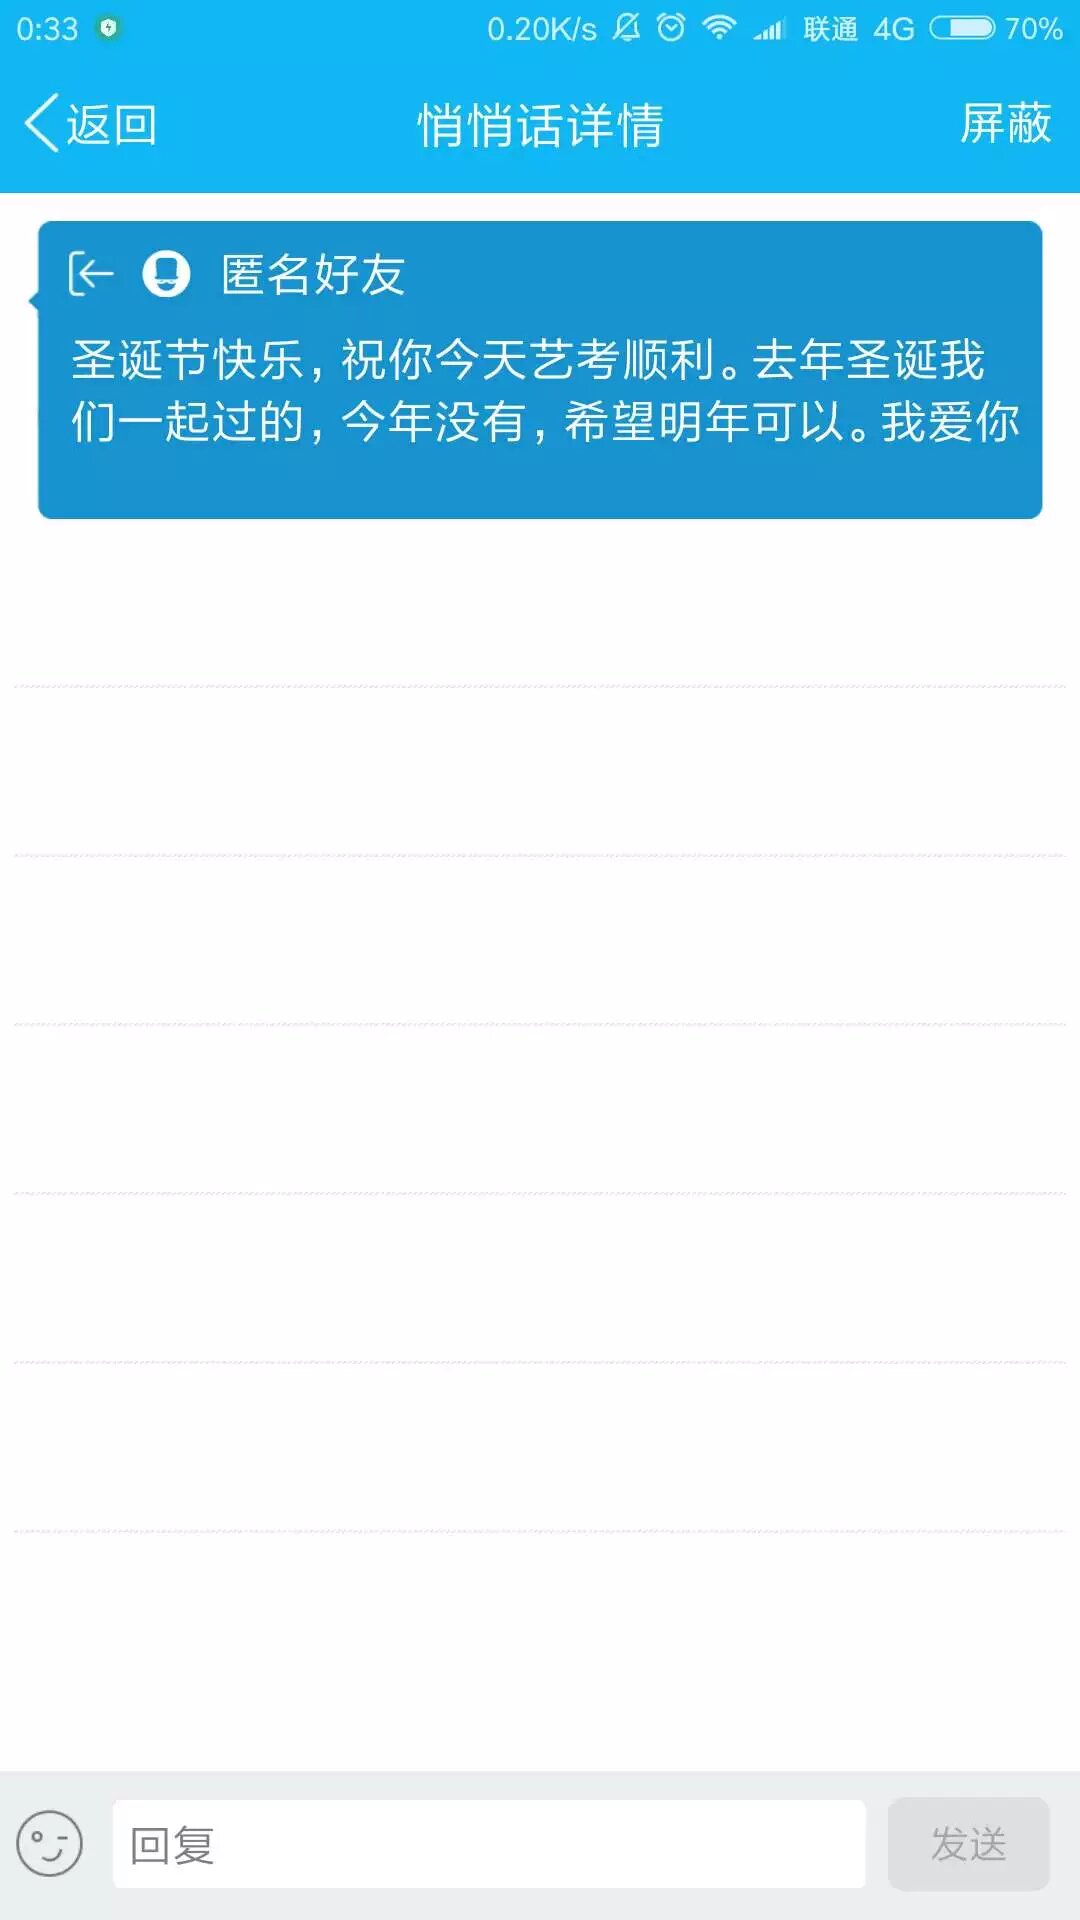 0:33 0.20K/s 联通 4G 70%
返回 悄悄话详情 屏蔽
匿名好友
圣诞节快乐，祝你今天艺考顺利。去年圣诞我
们一起过的，今年没有，希望明年可以。我爱你
回复 发送